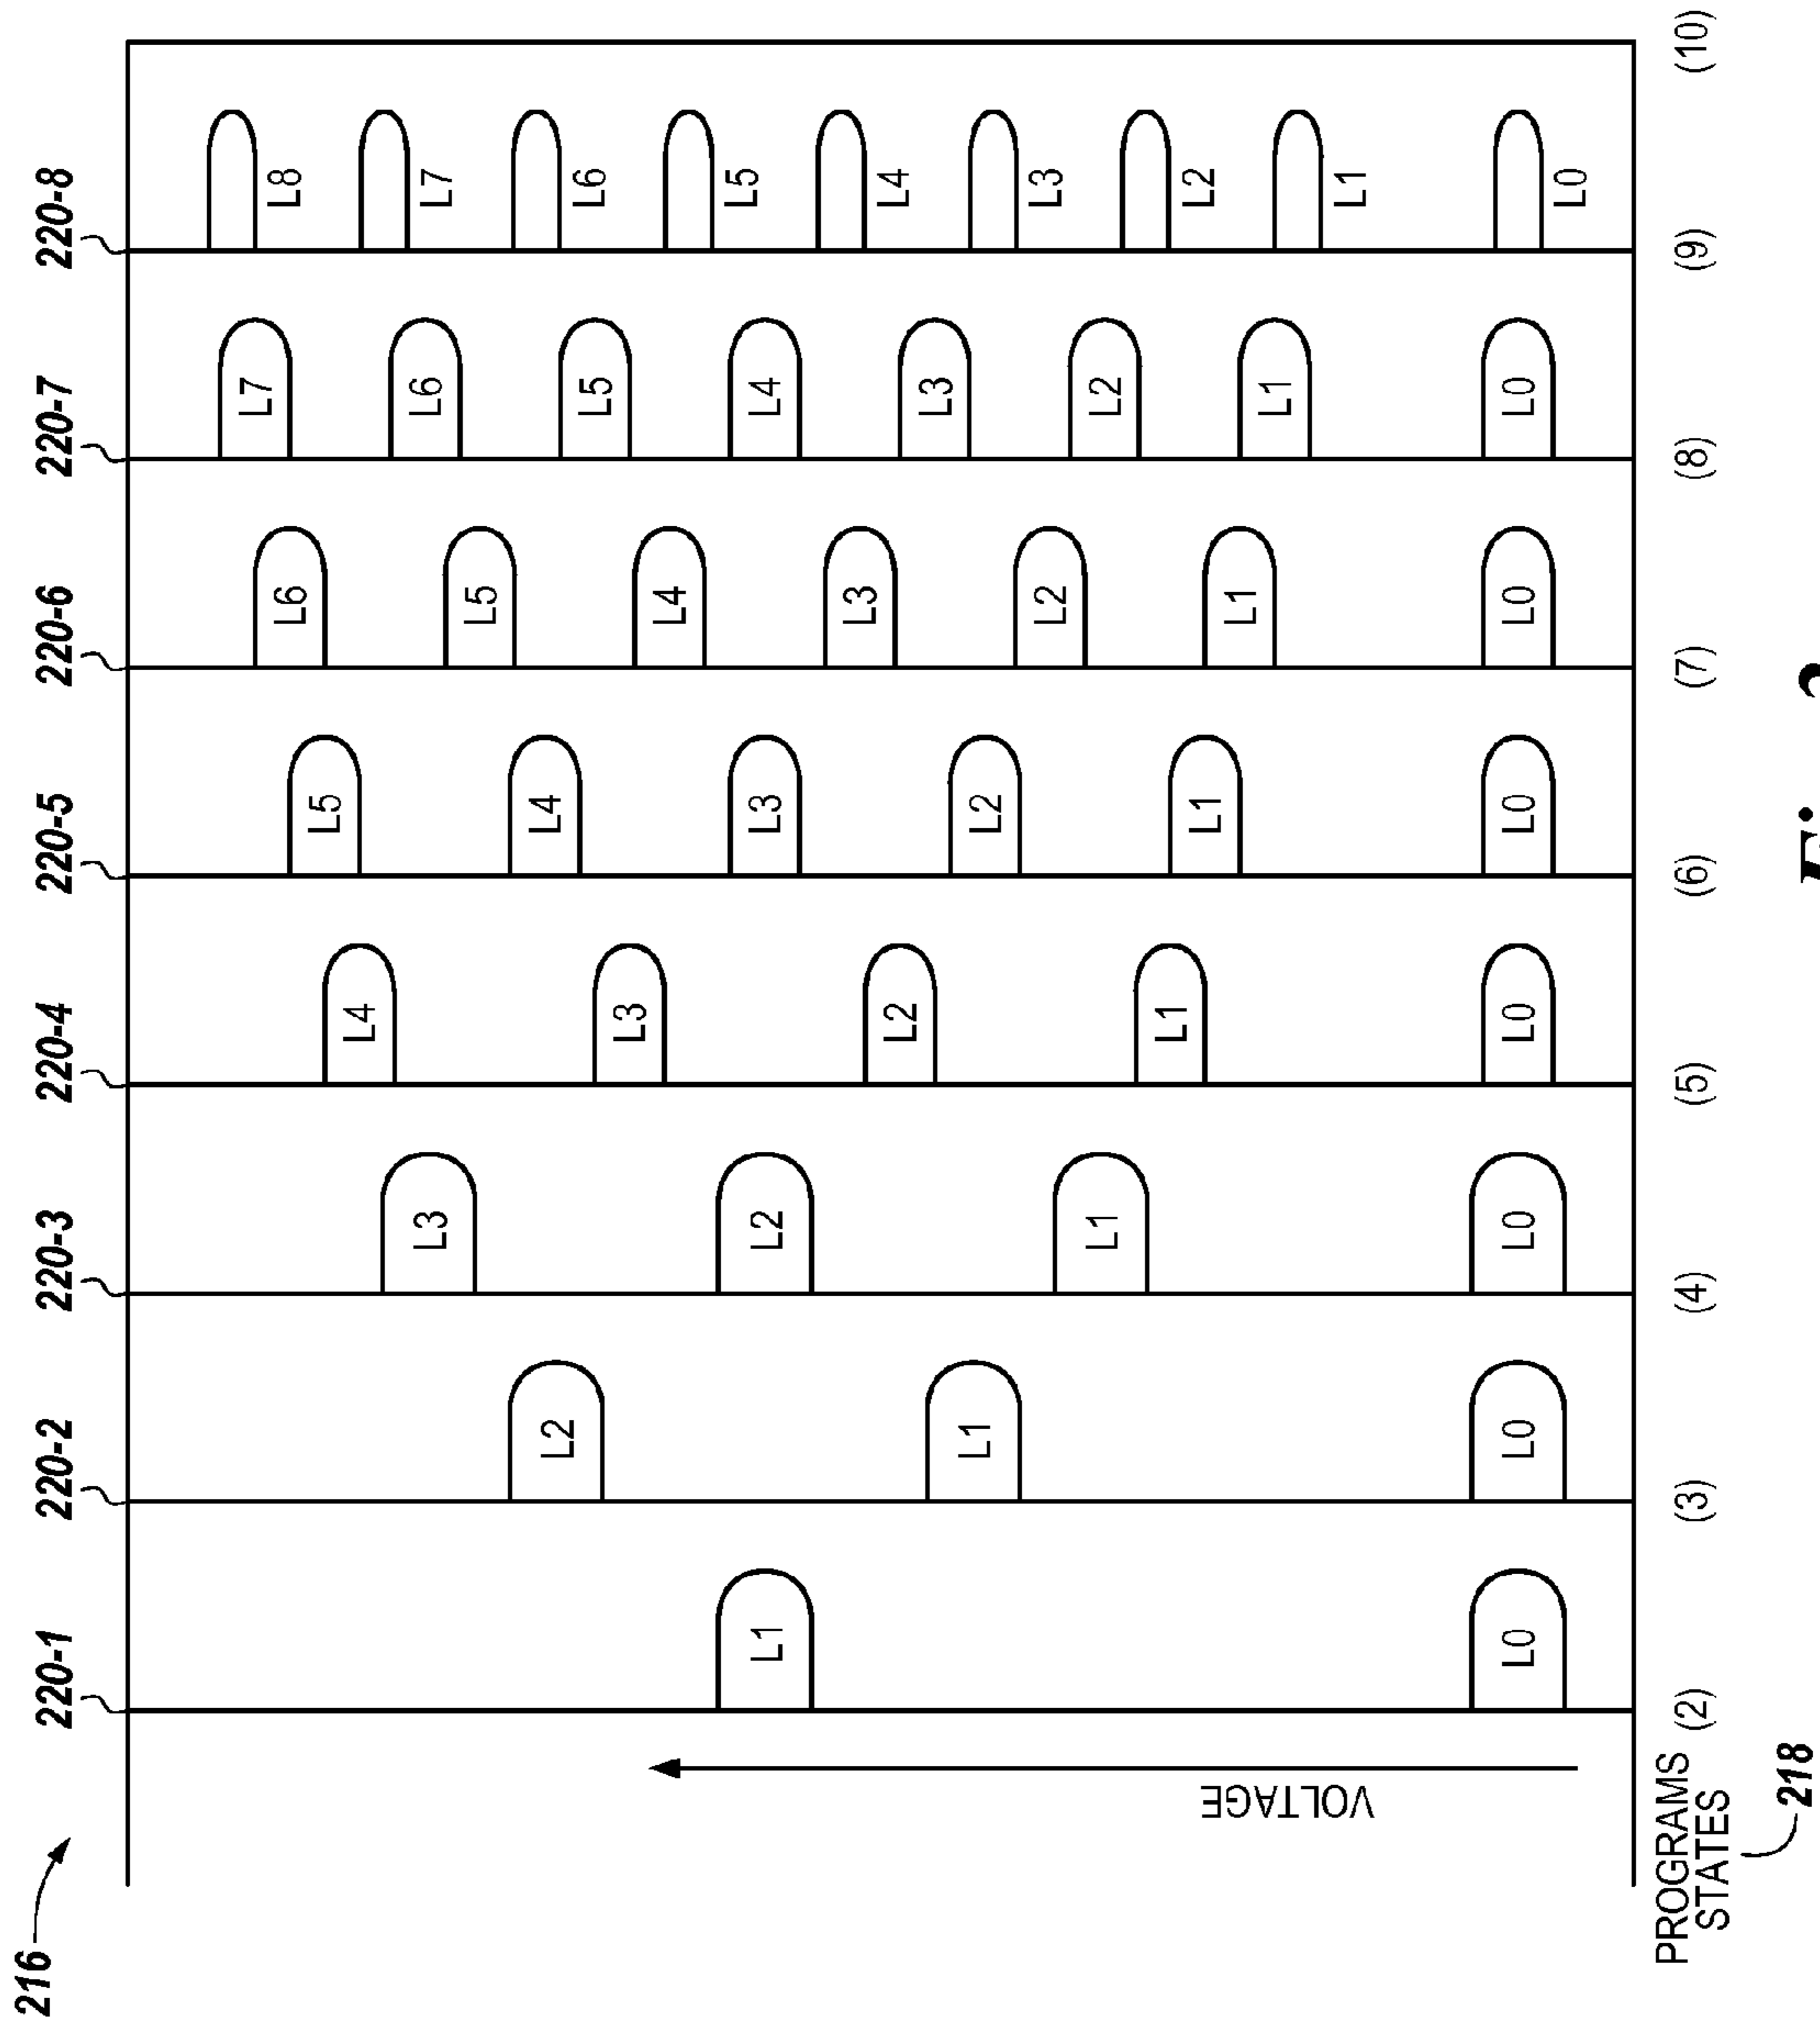 216
220-1
220-2
220-3
220-4
220-5
220-6
220-7
220-8
VOLTAGE
L1
L0
L2
L1
L0
L3
L2
L1
L0
L4
L3
L2
L1
L0
L5
L4
L3
L2
L1
L0
L6
L5
L4
L3
L2
L1
L0
L7
L6
L5
L4
L3
L2
L1
L0
L8
L7
L6
L5
L4
L3
L2
L1
L0
PROGRAMS
STATES
(2)
(3)
(4)
(5)
(6)
(7)
(8)
(9)
(10)
218